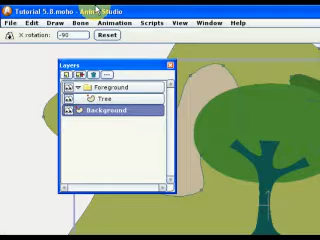 Tutorial 5.8.moho - Anime Studio
File Edit Draw Bone Animation Scripts View Window Help
X rotation: -90 Reset
Layers
Foreground
Tree
Background